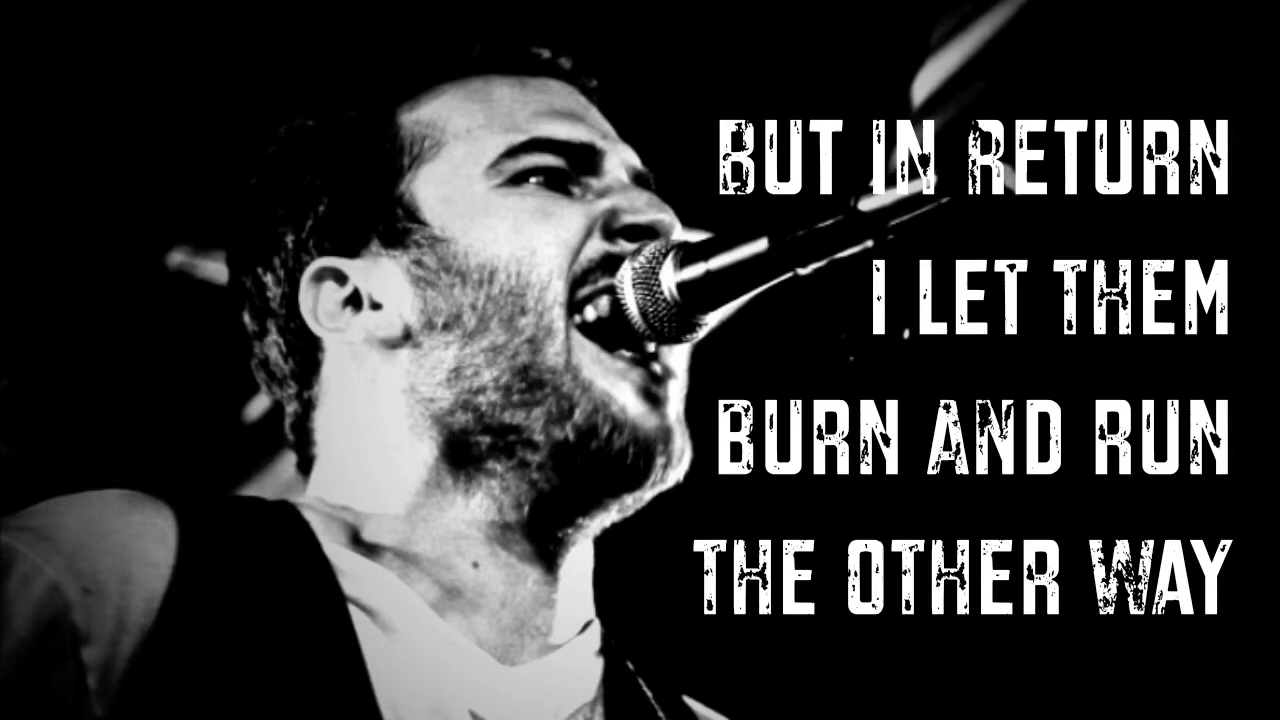 BUT IN RETURN
I LET THEM
BURN AND RUN
THE OTHER WAY